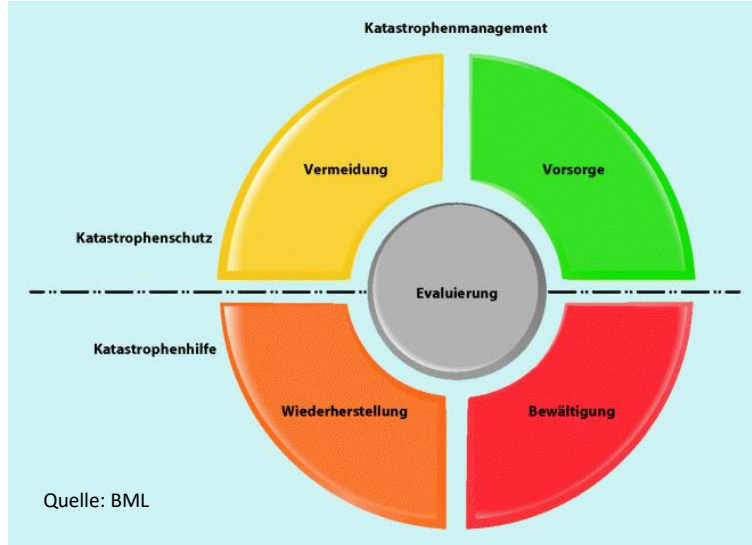 Katastrophenmanagement
Vermeidung
Vorsorge
Katastrophenschutz
Evaluierung
Katastrophenhilfe
Wiederherstellung
Bewältigung
Quelle: BML